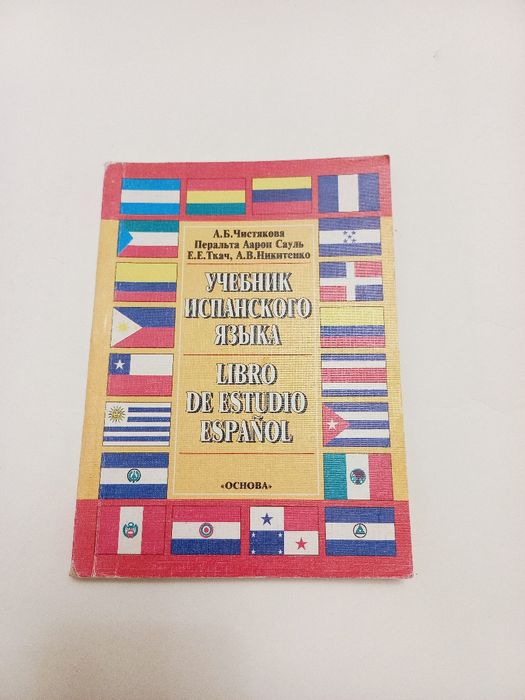 А.Б.Чистякова
Перальта Аарон Сауль
Е.Е.Ткач, А.В.Никитенко
УЧЕБНИК
ИСПАНСКОГО
ЯЗЫКА
LIBRO
DE ESTUDIO
ESPAÑOL
«ОСНОВА»